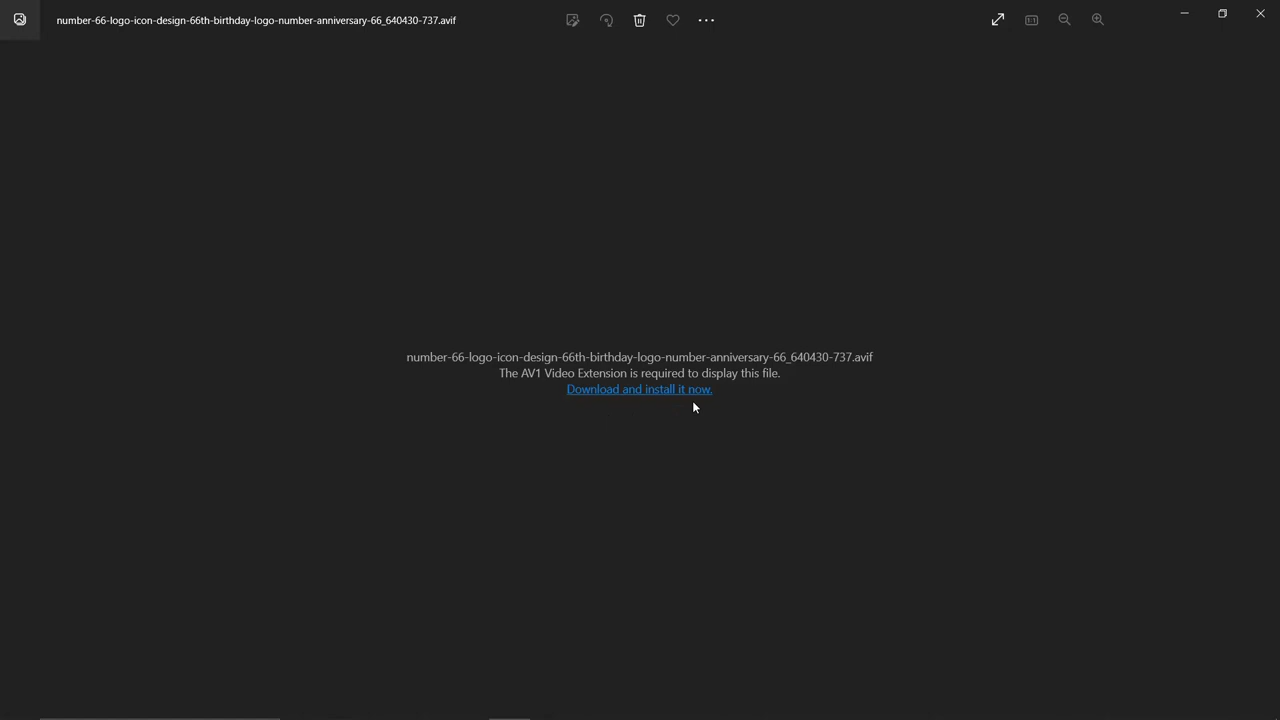 number-66-logo-icon-design-66th-birthday-logo-number-anniversary-66_640430-737.avif
1:1
number-66-logo-icon-design-66th-birthday-logo-number-anniversary-66_640430-737.avif
The AV1 Video Extension is required to display this file.
Download and install it now.